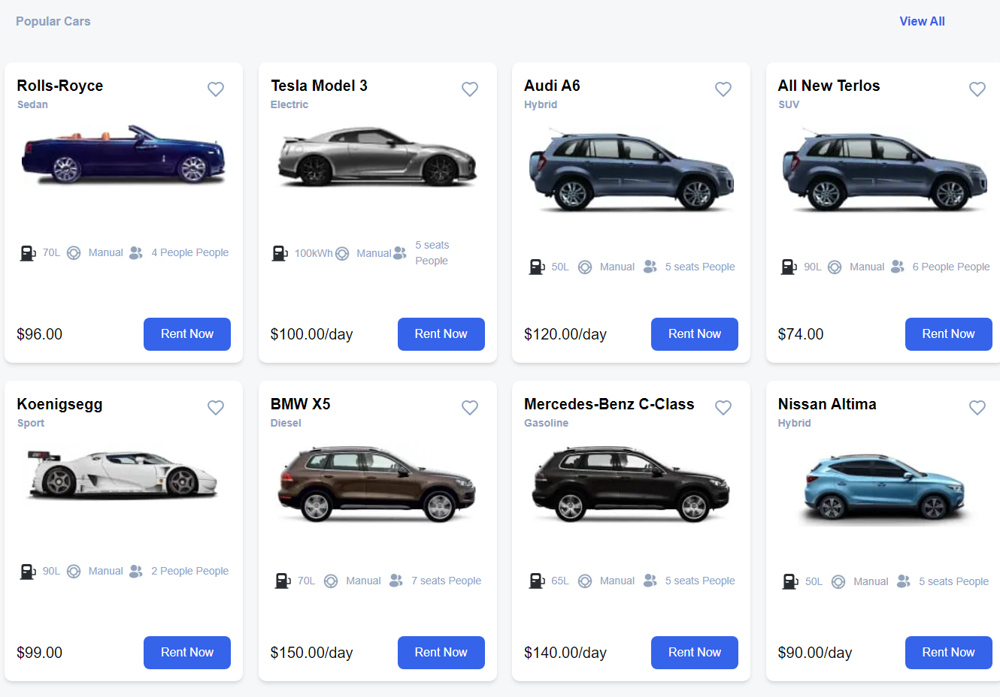 Popular Cars
View All
Rolls-Royce
Sedan
70L Manual 4 People People
$96.00
Rent Now
Tesla Model 3
Electric
100kWh Manual 5 seats
People
$100.00/day
Rent Now
Audi A6
Hybrid
50L Manual 5 seats People
$120.00/day
Rent Now
All New Terlos
SUV
90L Manual 6 People People
$74.00
Rent Now
Koenigsegg
Sport
90L Manual 2 People People
$99.00
Rent Now
BMW X5
Diesel
70L Manual 7 seats People
$150.00/day
Rent Now
Mercedes-Benz C-Class
Gasoline
65L Manual 5 seats People
$140.00/day
Rent Now
Nissan Altima
Hybrid
50L Manual 5 seats People
$90.00/day
Rent Now